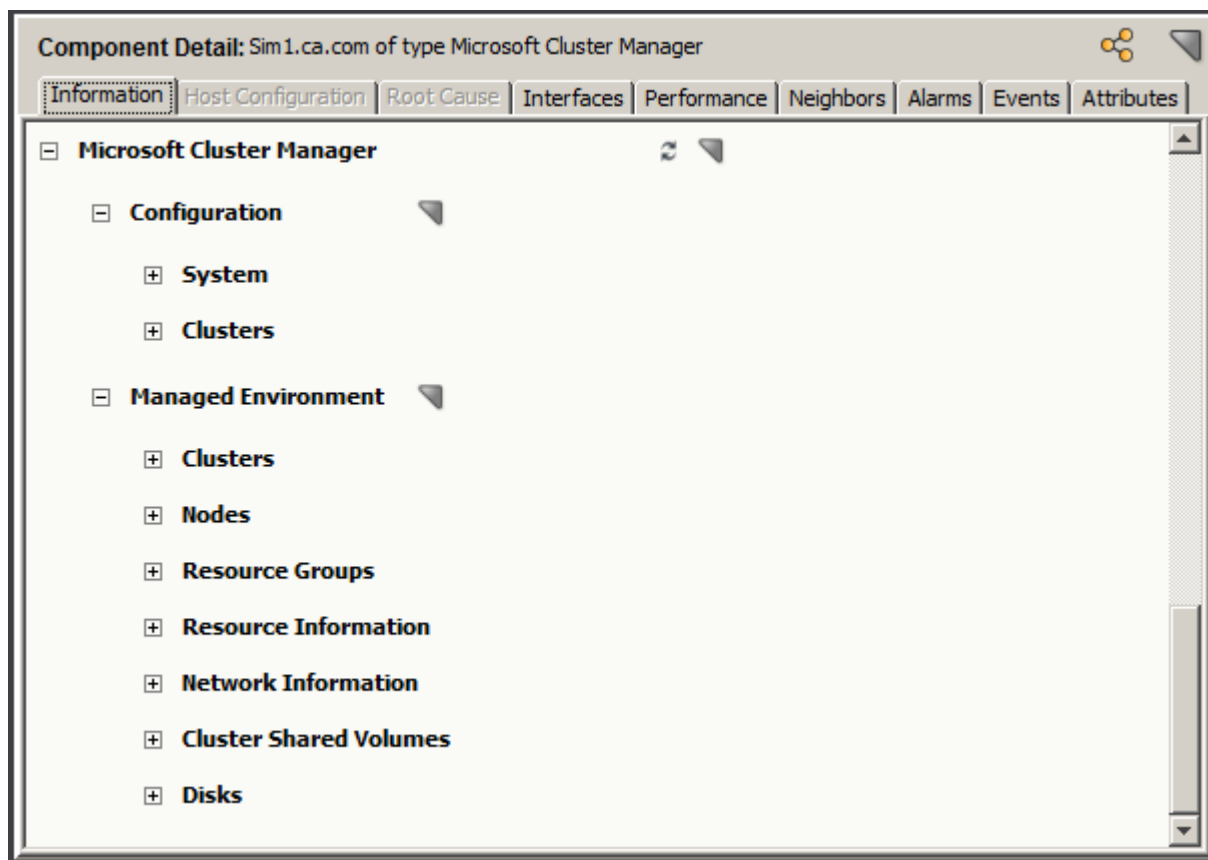 Component Detail: Sim1.ca.com of type Microsoft Cluster Manager
Information Host Configuration Root Cause Interfaces Performance Neighbors Alarms Events Attributes
Microsoft Cluster Manager
Configuration
System
Clusters
Managed Environment
Clusters
Nodes
Resource Groups
Resource Information
Network Information
Cluster Shared Volumes
Disks